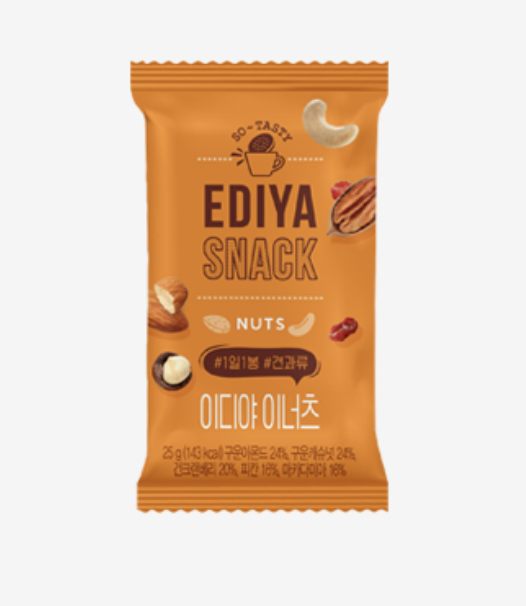 SO-TASTY
EDIYA
SNACK
NUTS
#1일1봉 #견과류
이디야 이너츠
25 g (143 kcal) 구운아몬드 24%, 구운캐슈넛 24%,
건크랜베리 20%, 피칸 16%, 마카다미아 16%